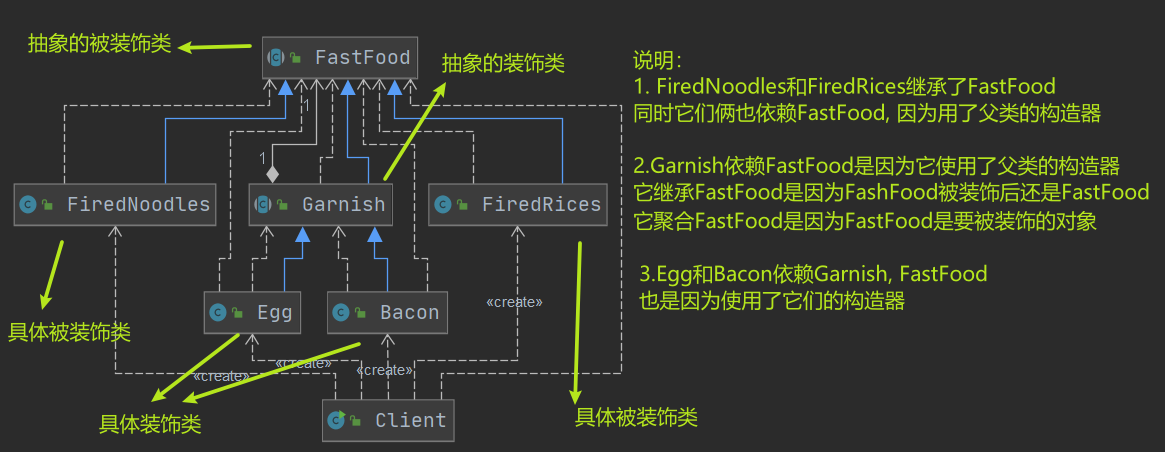 抽象的被装饰类
FastFood
抽象的装饰类
说明:
1. FiredNoodles和FiredRices继承了FastFood
同时它们俩也依赖FastFood, 因为用了父类的构造器
2.Garnish依赖FastFood是因为它使用了父类的构造器
它继承FastFood是因为FashFood被装饰后还是FastFood
它聚合FastFood是因为FastFood是要被装饰的对象
3.Egg和Bacon依赖Garnish, FastFood
也是因为使用了它们的构造器
1
1
C FiredNoodles
C Garnish
C FiredRices
C Egg
C Bacon
«create»
具体被装饰类
«create»
«create»
«create»
具体装饰类
C Client
具体被装饰类